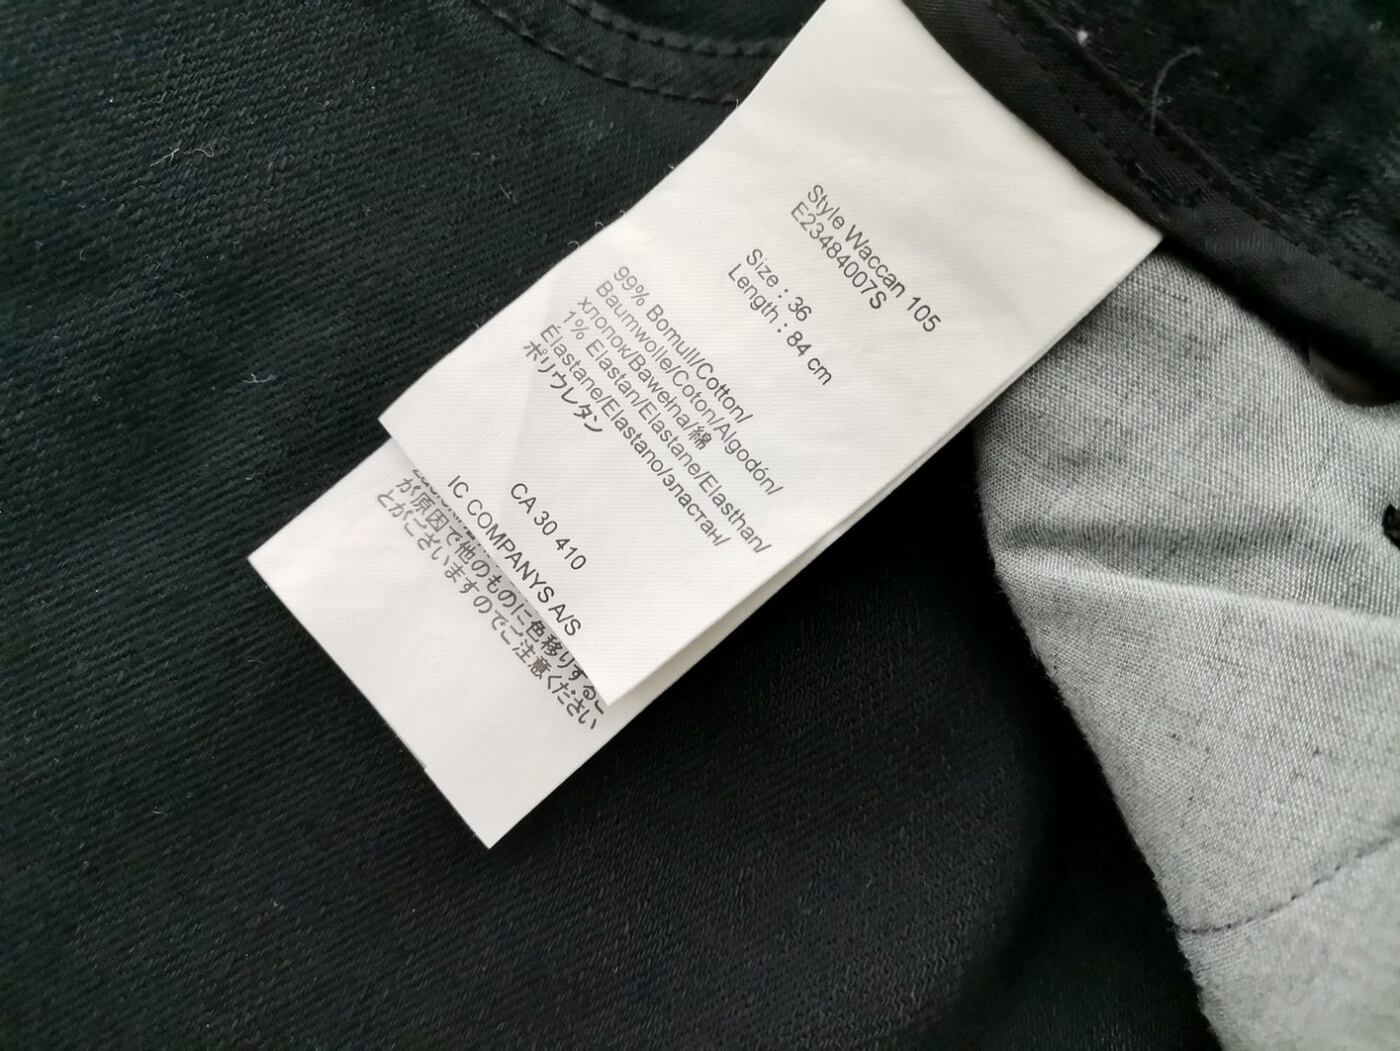 Style Waccan 105
E23484007S
Size : 36
Length : 84 cm
99% Bomull/Cotton/
Baumwolle/Coton/Algodón/
хлопок/Bawełna/綿
1% Elastan/Elastane/Elasthan/
Élastane/Elastano/эластан/
ポリウレタン
CA 30 410
IC COMPANYS A/S
が原因で他のものに色移りするこ
とがございますのでご注意ください